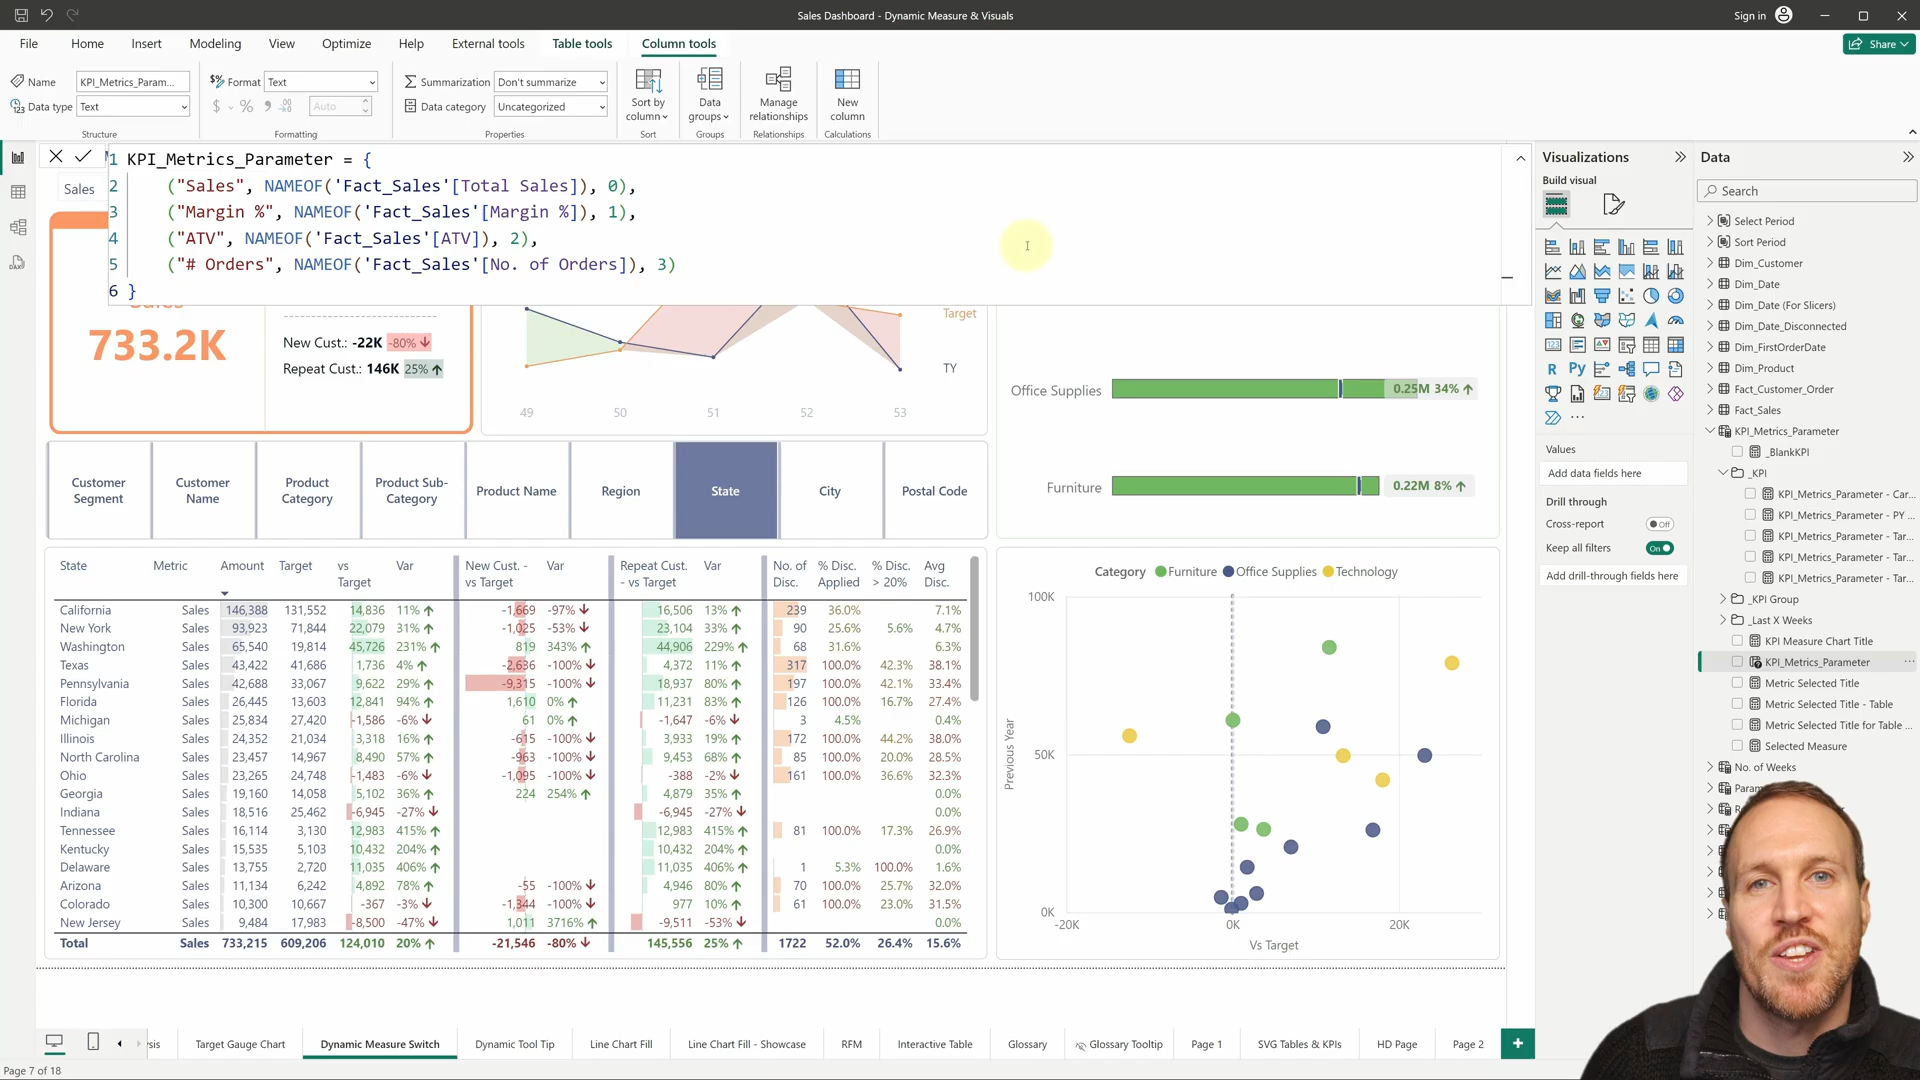 Sales Dashboard - Dynamic Measure & Visuals
Sign in
File
Home
Insert
Modeling
View
Optimize
Help
External tools
Table tools
Column tools
Share
Name
KPI_Metrics_Param...
Data type
Text
Structure
Format
Text
$
%
Auto
Formatting
Summarization
Don't summarize
Data category
Uncategorized
Properties
Sort by
column
Sort
Data
groups
Groups
Manage
relationships
Relationships
New
column
Calculations
1 KPI_Metrics_Parameter = {
2 ("Sales", NAMEOF('Fact_Sales'[Total Sales]), 0),
3 ("Margin %", NAMEOF('Fact_Sales'[Margin %]), 1),
4 ("ATV", NAMEOF('Fact_Sales'[ATV]), 2),
5 ("# Orders", NAMEOF('Fact_Sales'[No. of Orders]), 3)
6 }
Sales
Sales
733.2K
New Cust.: -22K -80%
Repeat Cust.: 146K 25%
Target
TY
49 50 51 52 53
Office Supplies
0.25M 34%
Furniture
0.22M 8%
Customer
Segment
Customer
Name
Product
Category
Product Sub-
Category
Product Name
Region
State
City
Postal Code
State Metric Amount Target vs Target Var New Cust. - vs Target Var Repeat Cust. - vs Target Var No. of Disc. % Disc. Applied % Disc. > 20% Avg Disc.
California Sales 146,388 131,552 14,836 11% -1,669 -97% 16,506 13% 239 36.0% 7.1%
New York Sales 93,923 71,844 22,079 31% -1,025 -53% 23,104 33% 90 25.6% 5.6% 4.7%
Washington Sales 65,540 19,814 45,726 231% 819 343% 44,906 229% 68 31.6% 6.3%
Texas Sales 43,422 41,686 1,736 4% -2,636 -100% 4,372 11% 317 100.0% 42.3% 38.1%
Pennsylvania Sales 42,688 33,067 9,622 29% -9,315 -100% 18,937 80% 197 100.0% 42.1% 33.4%
Florida Sales 26,445 13,603 12,841 94% 1,610 0% 11,231 83% 126 100.0% 16.7% 27.4%
Michigan Sales 25,834 27,420 -1,586 -6% 61 0% -1,647 -6% 3 4.5% 0.4%
Illinois Sales 24,352 21,034 3,318 16% -615 -100% 3,933 19% 172 100.0% 44.2% 38.0%
North Carolina Sales 23,457 14,967 8,490 57% -963 -100% 9,453 68% 85 100.0% 20.0% 28.5%
Ohio Sales 23,265 24,748 -1,483 -6% -1,095 -100% -388 -2% 161 100.0% 36.6% 32.3%
Georgia Sales 19,160 14,058 5,102 36% 224 254% 4,879 35% 0.0%
Indiana Sales 18,516 25,462 -6,945 -27% -6,945 -27% 0.0%
Tennessee Sales 16,114 3,130 12,983 415% 12,983 415% 81 100.0% 17.3% 26.9%
Kentucky Sales 15,535 5,103 10,432 204% 10,432 204% 0.0%
Delaware Sales 13,755 2,720 11,035 406% 11,035 406% 1 5.3% 100.0% 1.6%
Arizona Sales 11,134 6,242 4,892 78% -55 -100% 4,946 80% 70 100.0% 25.7% 32.0%
Colorado Sales 10,300 10,667 -367 -3% -1,344 -100% 977 10% 61 100.0% 23.0% 31.5%
New Jersey Sales 9,484 17,983 -8,500 -47% 1,011 3716% -9,511 -53% 0.0%
Total Sales 733,215 609,206 124,010 20% -21,546 -80% 145,556 25% 1722 52.0% 26.4% 15.6%
Category Furniture Office Supplies Technology
100K
50K
0K
Previous Year
-20K 0K 20K
Vs Target
Visualizations
Build visual
Values
Add data fields here
Drill through
Cross-report
Off
Keep all filters
On
Add drill-through fields here
Data
Search
Select Period
Sort Period
Dim_Customer
Dim_Date
Dim_Date (For Slicers)
Dim_Date_Disconnected
Dim_FirstOrderDate
Dim_Product
Fact_Customer_Order
Fact_Sales
KPI_Metrics_Parameter
_BlankKPI
_KPI
KPI_Metrics_Parameter - Car...
KPI_Metrics_Parameter - PY ...
KPI_Metrics_Parameter - Tar...
KPI_Metrics_Parameter - Tar...
KPI_Metrics_Parameter - Tar...
_KPI Group
_Last X Weeks
KPI Measure Chart Title
KPI_Metrics_Parameter
Metric Selected Title
Metric Selected Title - Table
Metric Selected Title for Table ...
Selected Measure
No. of Weeks
ysis
Target Gauge Chart
Dynamic Measure Switch
Dynamic Tool Tip
Line Chart Fill
Line Chart Fill - Showcase
RFM
Interactive Table
Glossary
Glossary Tooltip
Page 1
SVG Tables & KPIs
HD Page
Page 2
Page 7 of 18